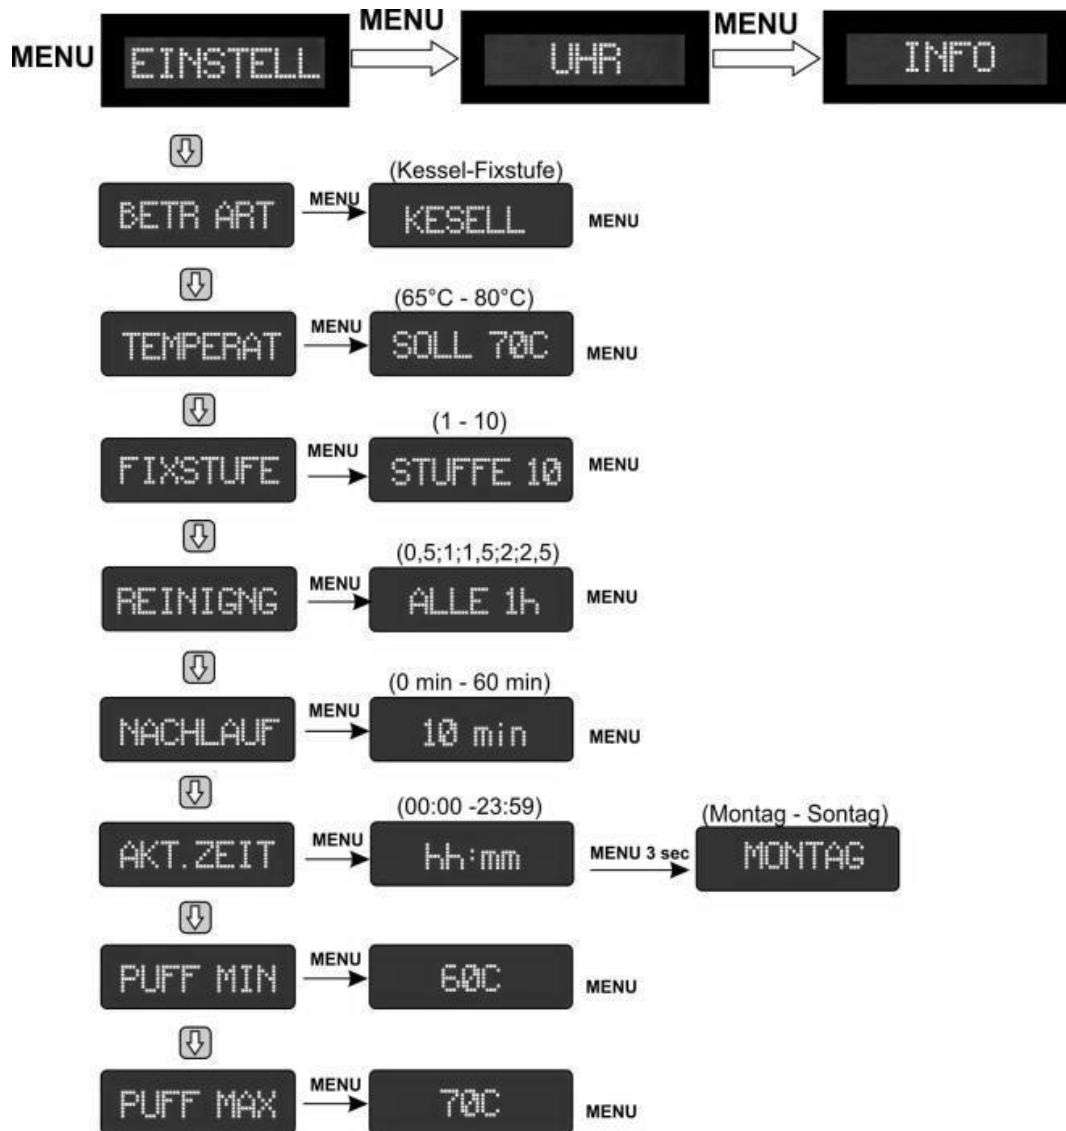 MENU EINSTELL MENU UHR MENU INFO
(Kessel-Fixstufe)
BETR ART MENU KESELL MENU
(65°C - 80°C)
TEMPERAT MENU SOLL 70C MENU
(1 - 10)
FIXSTUFE MENU STUFFE 10 MENU
(0,5;1;1,5;2;2,5)
REINIGNG MENU ALLE 1h MENU
(0 min - 60 min)
NACHLAUF MENU 10 min MENU
(00:00 -23:59) (Montag - Sontag)
AKT.ZEIT MENU hh:mm MENU 3 sec MONTAG
PUFF MIN MENU 60C MENU
PUFF MAX MENU 70C MENU